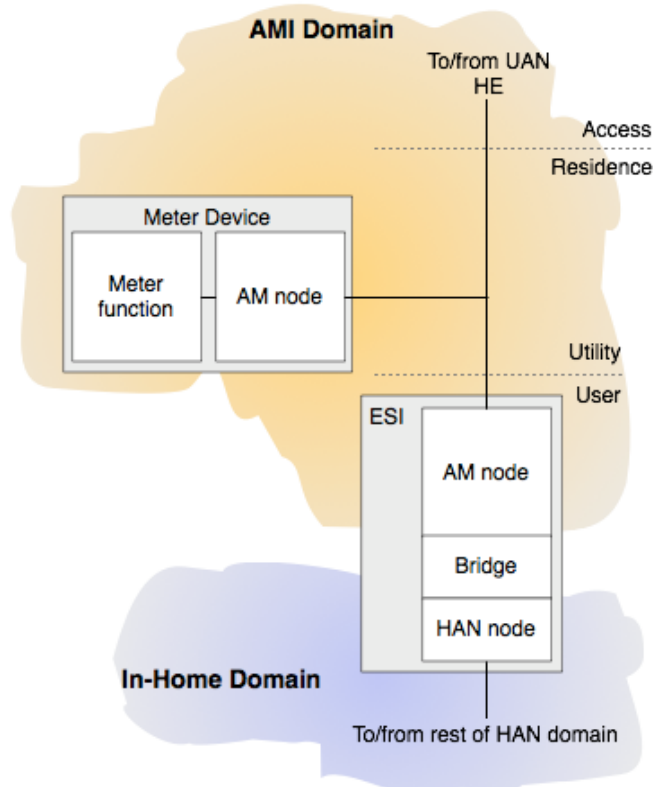 AMI Domain
To/from UAN
HE
Access
Residence
Meter Device
Meter
function
AM node
Utility
User
ESI
AM node
Bridge
HAN node
In-Home Domain
To/from rest of HAN domain